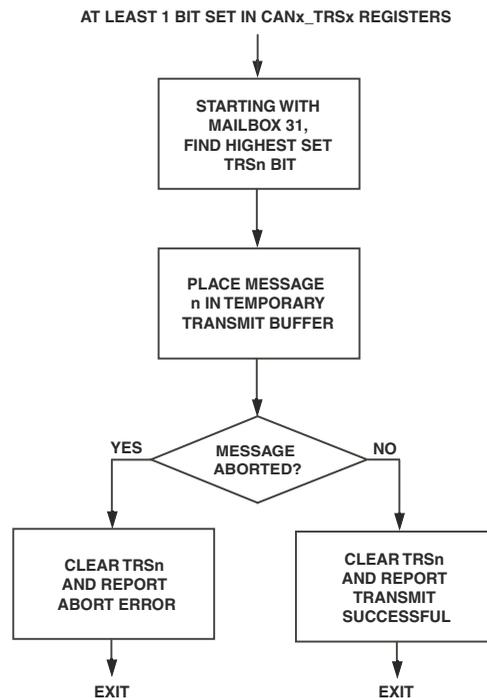 AT LEAST 1 BIT SET IN CANx_TRSx REGISTERS
STARTING WITH
MAILBOX 31,
FIND HIGHEST SET
TRSn BIT
PLACE MESSAGE
n IN TEMPORARY
TRANSMIT BUFFER
YES
MESSAGE
ABORTED?
NO
CLEAR TRSn
AND REPORT
ABORT ERROR
CLEAR TRSn
AND REPORT
TRANSMIT
SUCCESSFUL
EXIT
EXIT